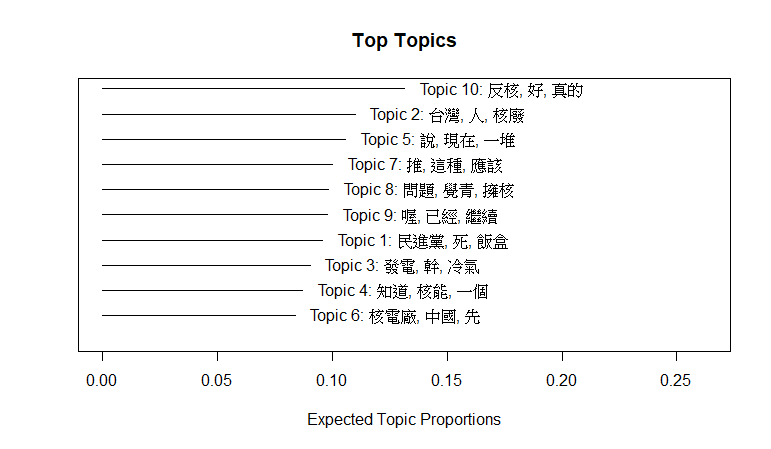 Top Topics
Topic 10: 反核, 好, 真的
Topic 2: 台灣, 人, 核廢
Topic 5: 說, 現在, 一堆
Topic 7: 推, 這種, 應該
Topic 8: 問題, 覺青, 擁核
Topic 9: 喔, 已經, 繼續
Topic 1: 民進黨, 死, 飯盒
Topic 3: 發電, 幹, 冷氣
Topic 4: 知道, 核能, 一個
Topic 6: 核電廠, 中國, 先
0.00 0.05 0.10 0.15 0.20 0.25
Expected Topic Proportions